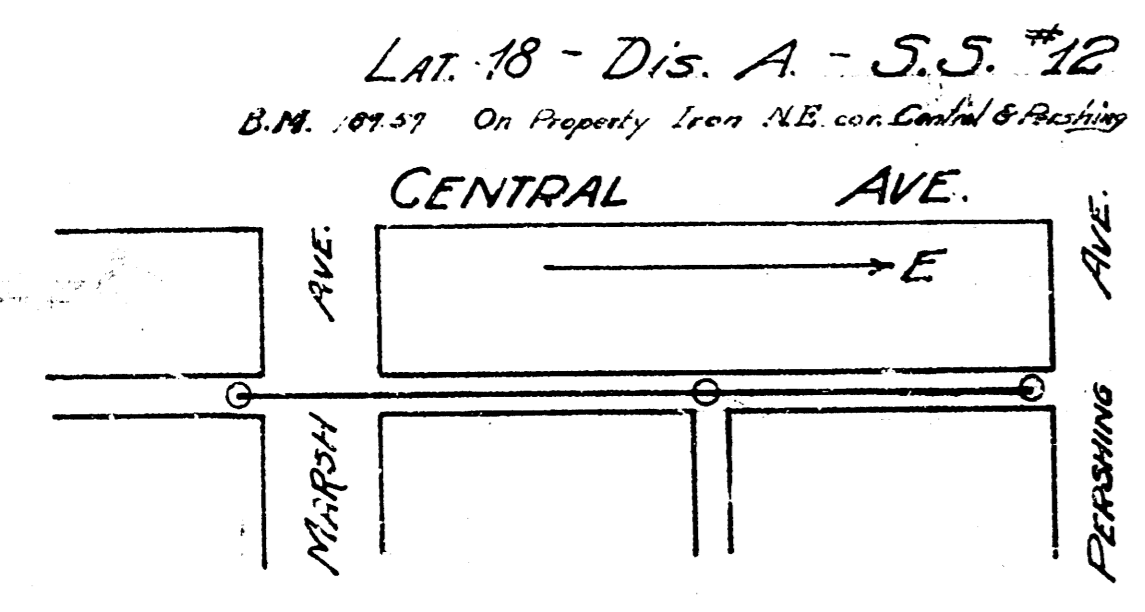 LAT. 18 - DIS. A. - S.S. #12
B.M. 189.59 On Property Iron N.E. cor. Central & Pershing
CENTRAL AVE.
MARSH AVE.
E
PERSHING AVE.